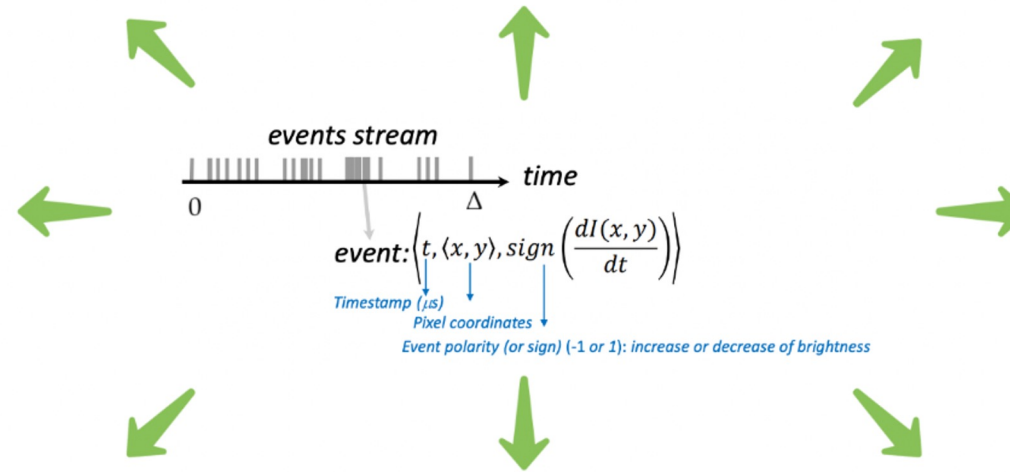 events stream
time
0 Δ
event: ⟨t, ⟨x, y⟩, sign (dI(x, y)/dt)⟩
Timestamp (μs)
Pixel coordinates
Event polarity (or sign) (-1 or 1): increase or decrease of brightness